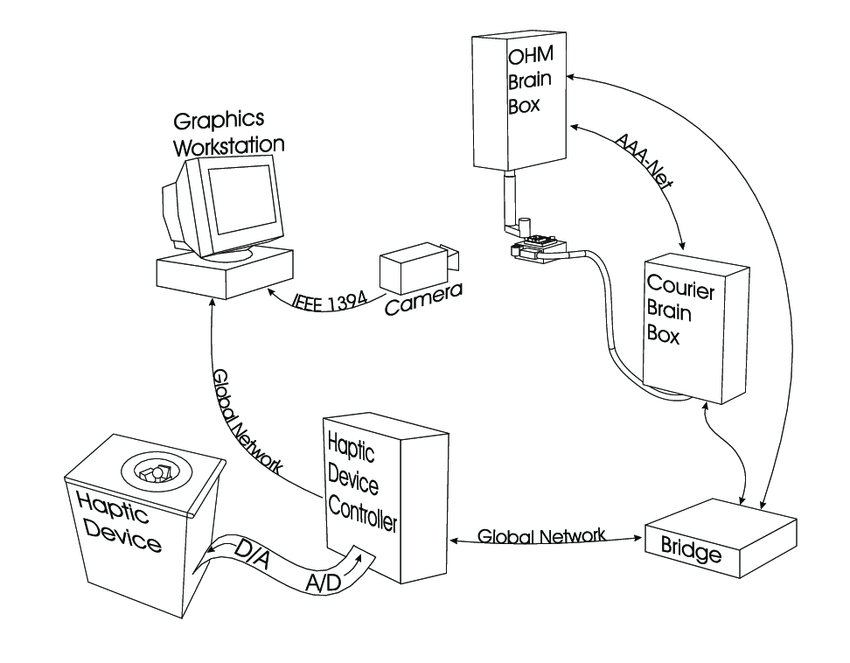 OHM
Brain
Box
Graphics
Workstation
AAA-Net
Courier
Brain
Box
IEEE 1394
Camera
Global Network
Haptic
Device
Controller
Haptic
Device
D/A
A/D
Global Network
Bridge